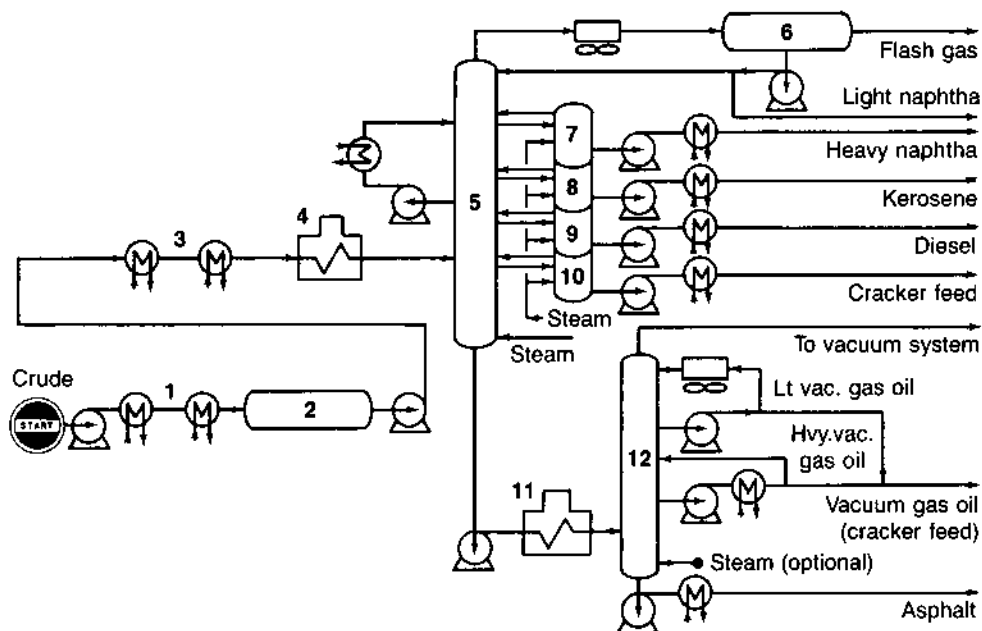 6
Flash gas
Light naphtha
7
Heavy naphtha
4
5
8
Kerosene
3
9
Diesel
10
Cracker feed
Steam
Steam
To vacuum system
Crude
START
1
2
Lt vac. gas oil
12
Hvy.vac.
gas oil
11
Vacuum gas oil
(cracker feed)
Steam (optional)
Asphalt